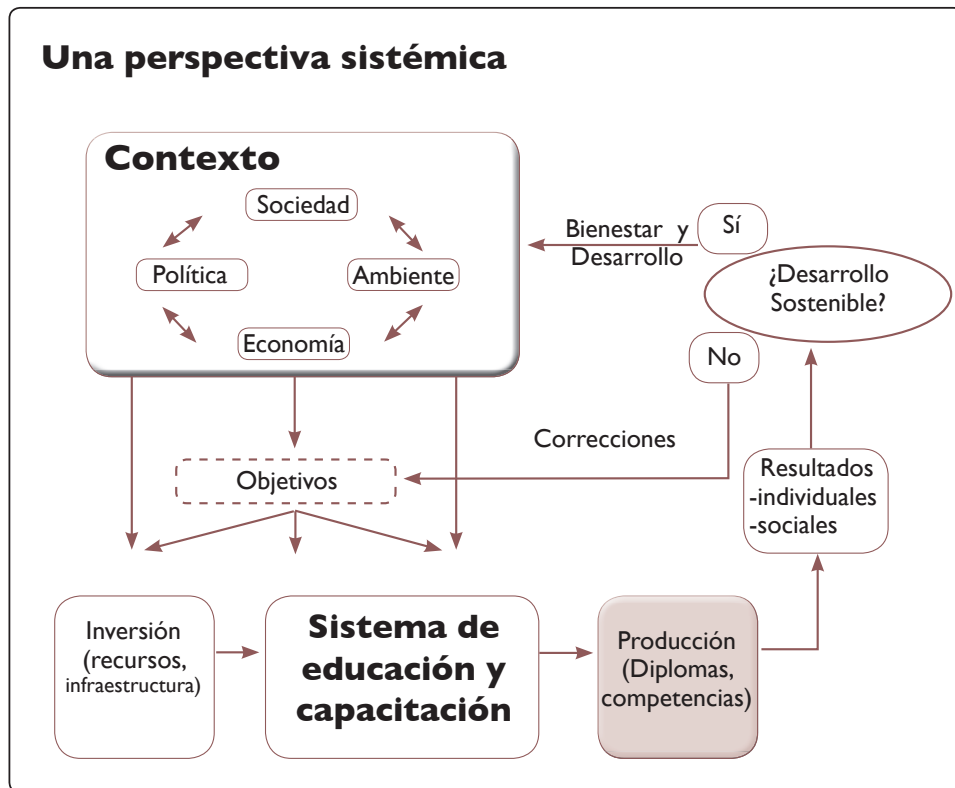 Una perspectiva sistémica
Contexto
Sociedad
Política
Ambiente
Economía
Bienestar y
Desarrollo
Sí
¿Desarrollo
Sostenible?
No
Correcciones
Objetivos
Resultados
-individuales
-sociales
Inversión
(recursos,
infraestructura)
Sistema de
educación y
capacitación
Producción
(Diplomas,
competencias)